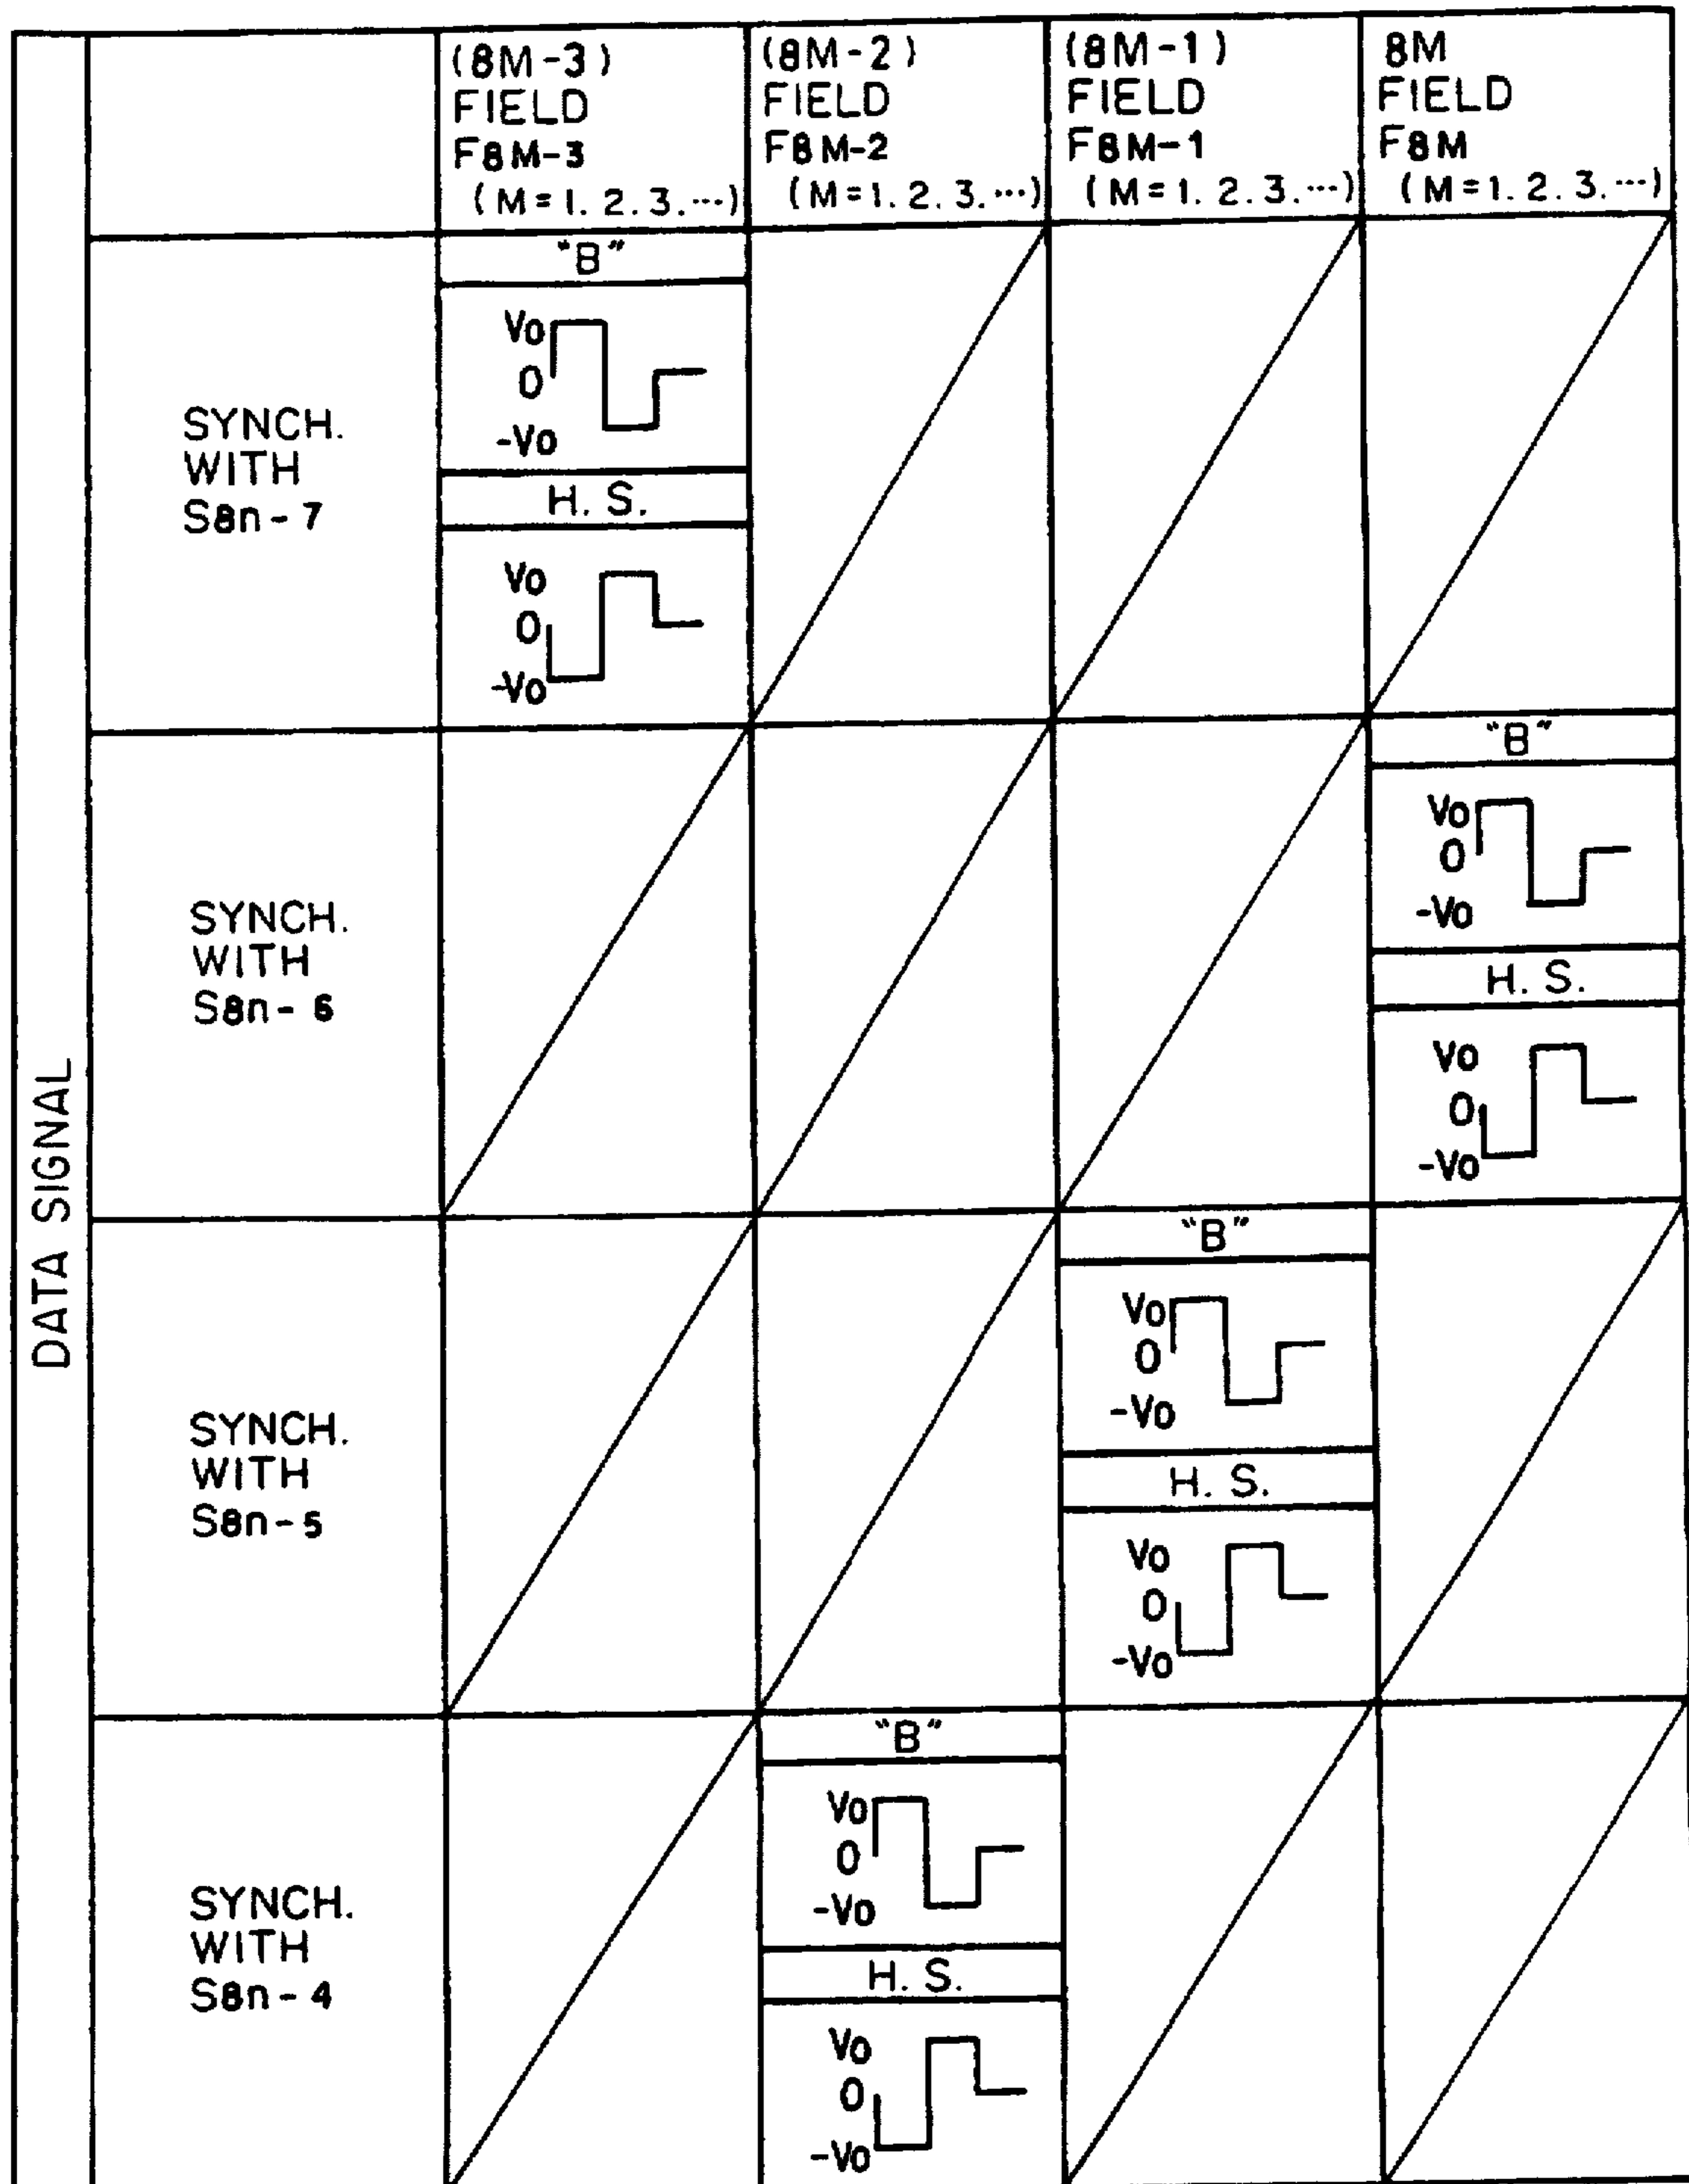 (8M-3)
FIELD
F8M-3
(M=1.2.3.…)
(8M-2)
FIELD
F8M-2
(M=1.2.3.…)
(8M-1)
FIELD
F8M-1
(M=1.2.3.…)
8M
FIELD
F8M
(M=1.2.3.…)
DATA SIGNAL
SYNCH.
WITH
S8n-7
"B"
Vo
0
-Vo
H. S.
Vo
0
-Vo
SYNCH.
WITH
S8n-6
"B"
Vo
0
-Vo
H. S.
Vo
0
-Vo
SYNCH.
WITH
S8n-5
"B"
Vo
0
-Vo
H. S.
Vo
0
-Vo
SYNCH.
WITH
S8n-4
"B"
Vo
0
-Vo
H. S.
Vo
0
-Vo